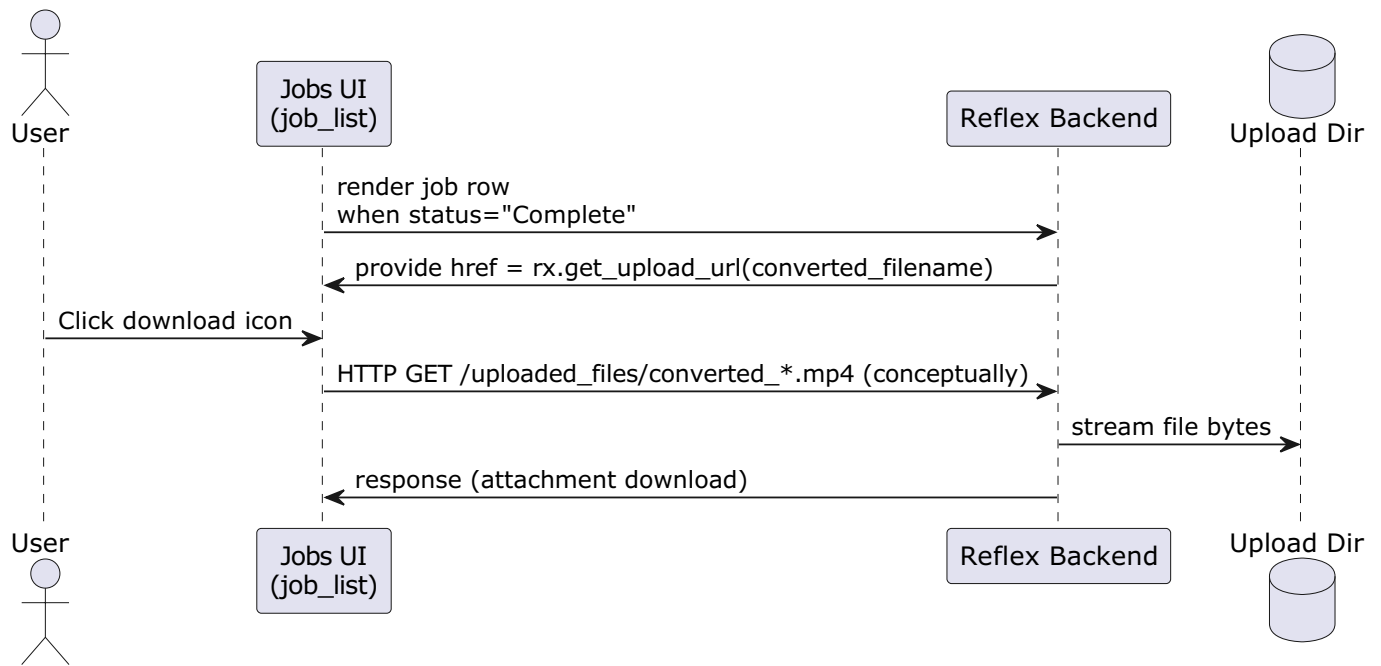 User
Jobs UI
(job_list)
Reflex Backend
Upload Dir
render job row
when status="Complete"
provide href = rx.get_upload_url(converted_filename)
Click download icon
HTTP GET /uploaded_files/converted_*.mp4 (conceptually)
stream file bytes
response (attachment download)
User
Jobs UI
(job_list)
Reflex Backend
Upload Dir